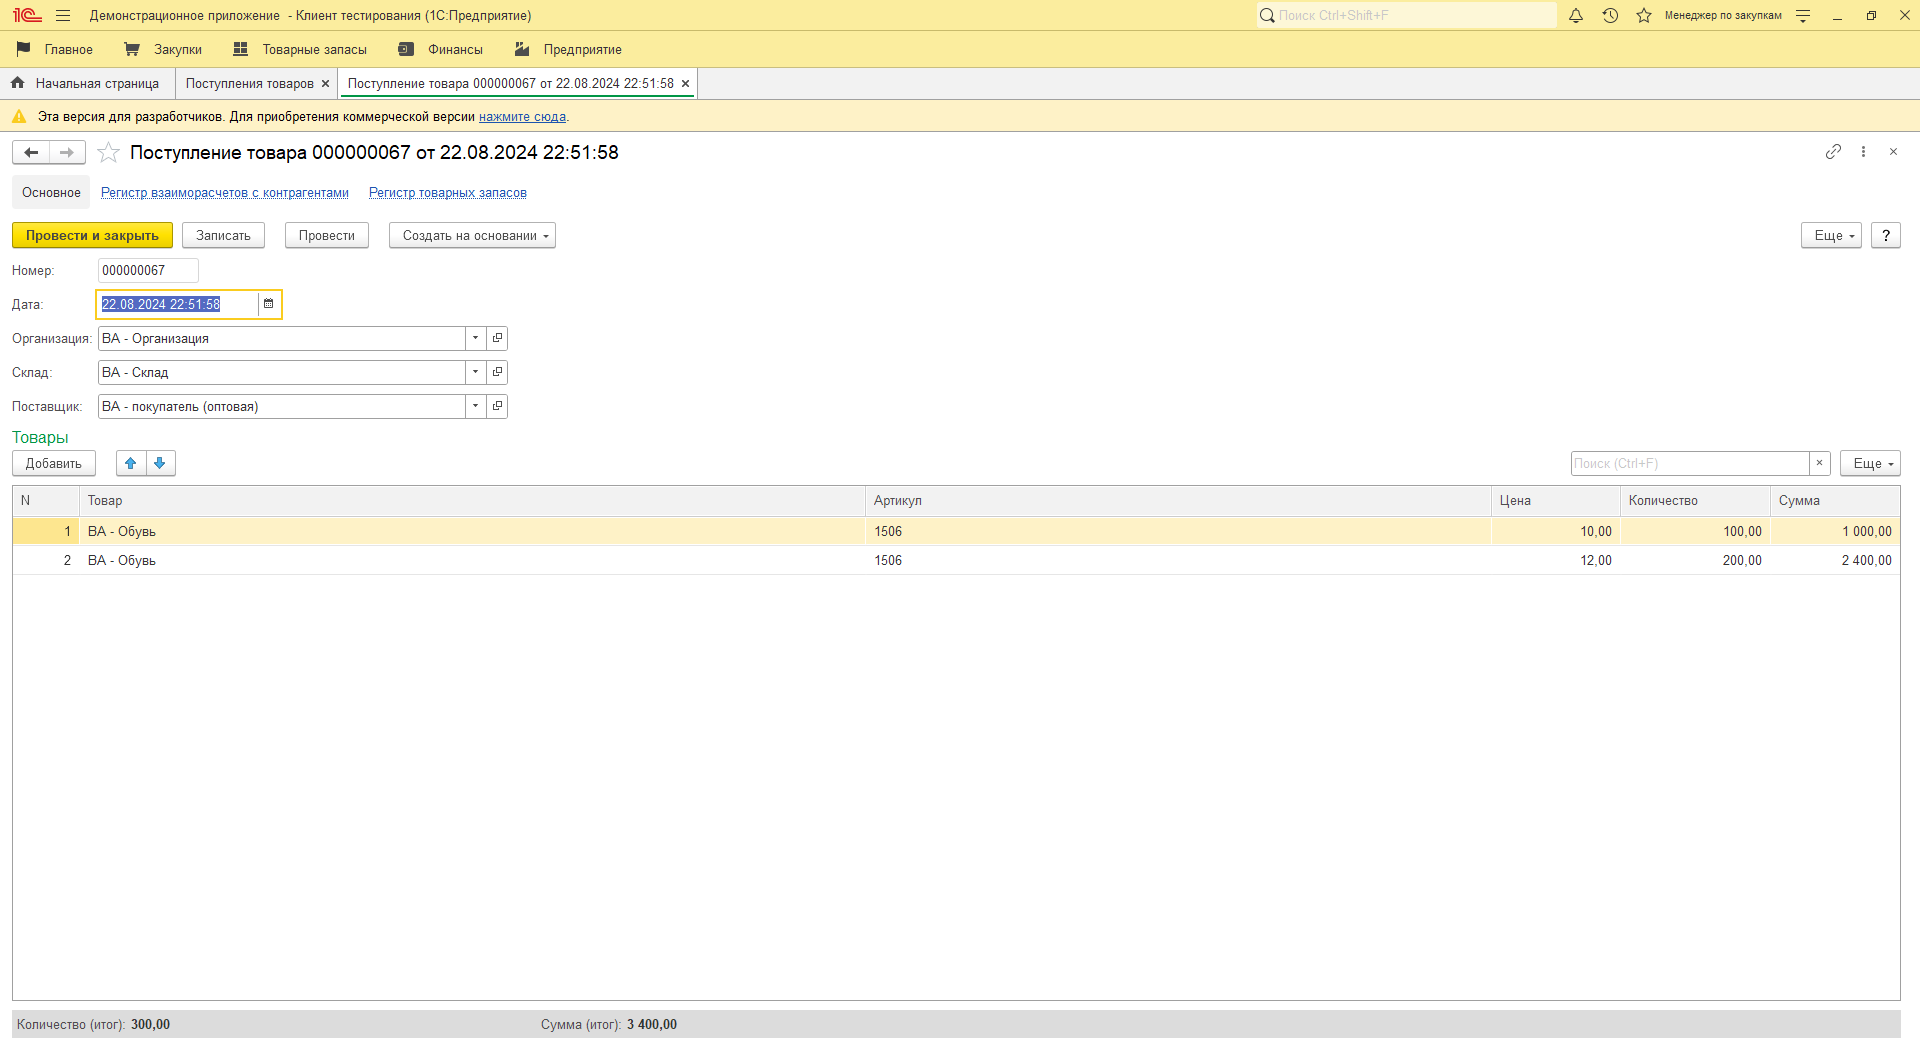 1С Демонстрационное приложение - Клиент тестирования (1С:Предприятие) Поиск Ctrl+Shift+F Менеджер по закупкам
Главное Закупки Товарные запасы Финансы Предприятие
Начальная страница Поступления товаров × Поступление товара 000000067 от 22.08.2024 22:51:58 ×
Эта версия для разработчиков. Для приобретения коммерческой версии нажмите сюда.
Поступление товара 000000067 от 22.08.2024 22:51:58
Основное Регистр взаиморасчетов с контрагентами Регистр товарных запасов
Провести и закрыть Записать Провести Создать на основании Еще ?
Номер: 000000067
Дата: 22.08.2024 22:51:58
Организация: ВА - Организация
Склад: ВА - Склад
Поставщик: ВА - покупатель (оптовая)
Товары
Добавить Поиск (Ctrl+F) × Еще
N Товар Артикул Цена Количество Сумма
1 ВА - Обувь 1506 10,00 100,00 1 000,00
2 ВА - Обувь 1506 12,00 200,00 2 400,00
Количество (итог): 300,00 Сумма (итог): 3 400,00